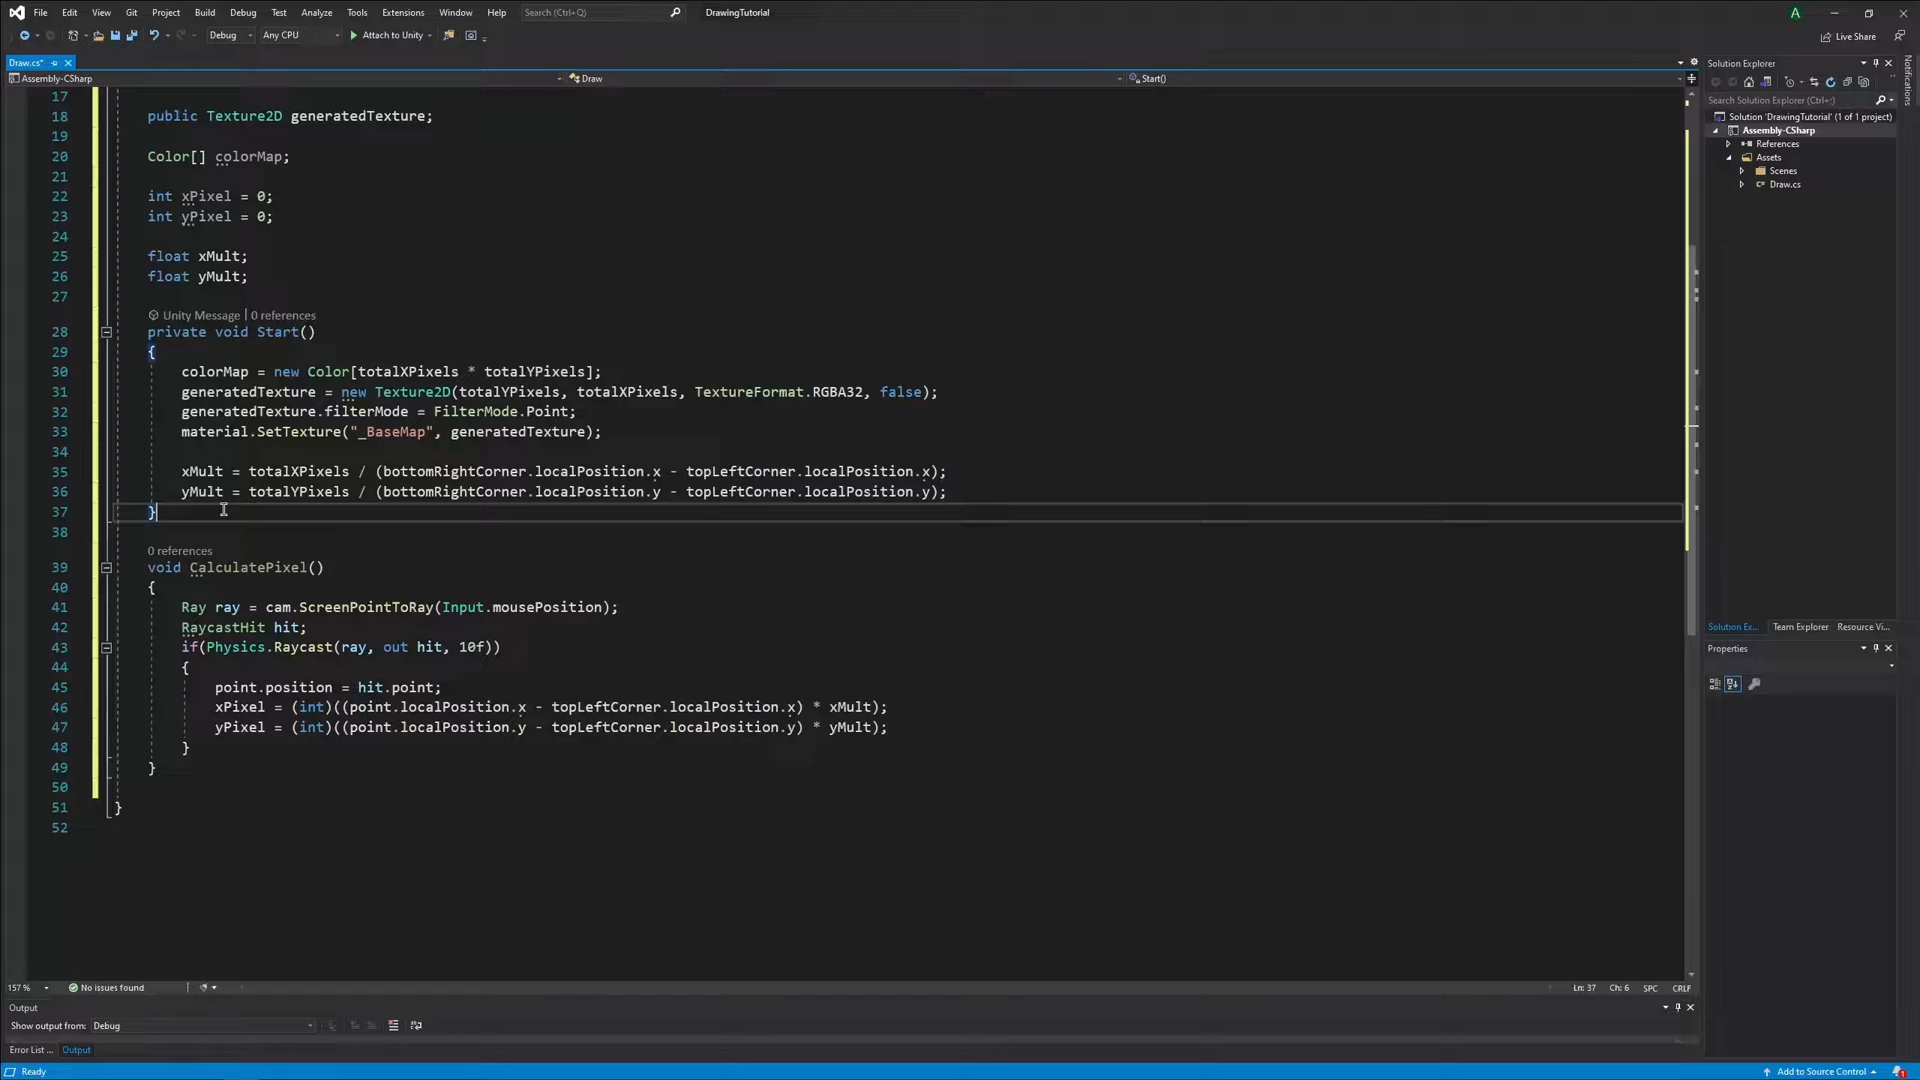 File Edit View Git Project Build Debug Test Analyze Tools Extensions Window Help Search (Ctrl+Q) DrawingTutorial A
Debug Any CPU Attach to Unity Live Share
Draw.cs*
Assembly-CSharp Draw Start()
17
18 public Texture2D generatedTexture;
19
20 Color[] colorMap;
21
22 int xPixel = 0;
23 int yPixel = 0;
24
25 float xMult;
26 float yMult;
27
Unity Message | 0 references
28 private void Start()
29 {
30 colorMap = new Color[totalXPixels * totalYPixels];
31 generatedTexture = new Texture2D(totalYPixels, totalXPixels, TextureFormat.RGBA32, false);
32 generatedTexture.filterMode = FilterMode.Point;
33 material.SetTexture("_BaseMap", generatedTexture);
34
35 xMult = totalXPixels / (bottomRightCorner.localPosition.x - topLeftCorner.localPosition.x);
36 yMult = totalYPixels / (bottomRightCorner.localPosition.y - topLeftCorner.localPosition.y);
37 }
38
0 references
39 void CalculatePixel()
40 {
41 Ray ray = cam.ScreenPointToRay(Input.mousePosition);
42 RaycastHit hit;
43 if(Physics.Raycast(ray, out hit, 10f))
44 {
45 point.position = hit.point;
46 xPixel = (int)((point.localPosition.x - topLeftCorner.localPosition.x) * xMult);
47 yPixel = (int)((point.localPosition.y - topLeftCorner.localPosition.y) * yMult);
48 }
49 }
50
51 }
52
157 % No issues found Ln: 37 Ch: 6 SPC CRLF
Output
Show output from: Debug
Error List ... Output
Ready Add to Source Control 1
Solution Explorer
Search Solution Explorer (Ctrl+;)
Solution 'DrawingTutorial' (1 of 1 project)
Assembly-CSharp
References
Assets
Scenes
Draw.cs
Solution Ex... Team Explorer Resource Vi...
Properties
Notifications